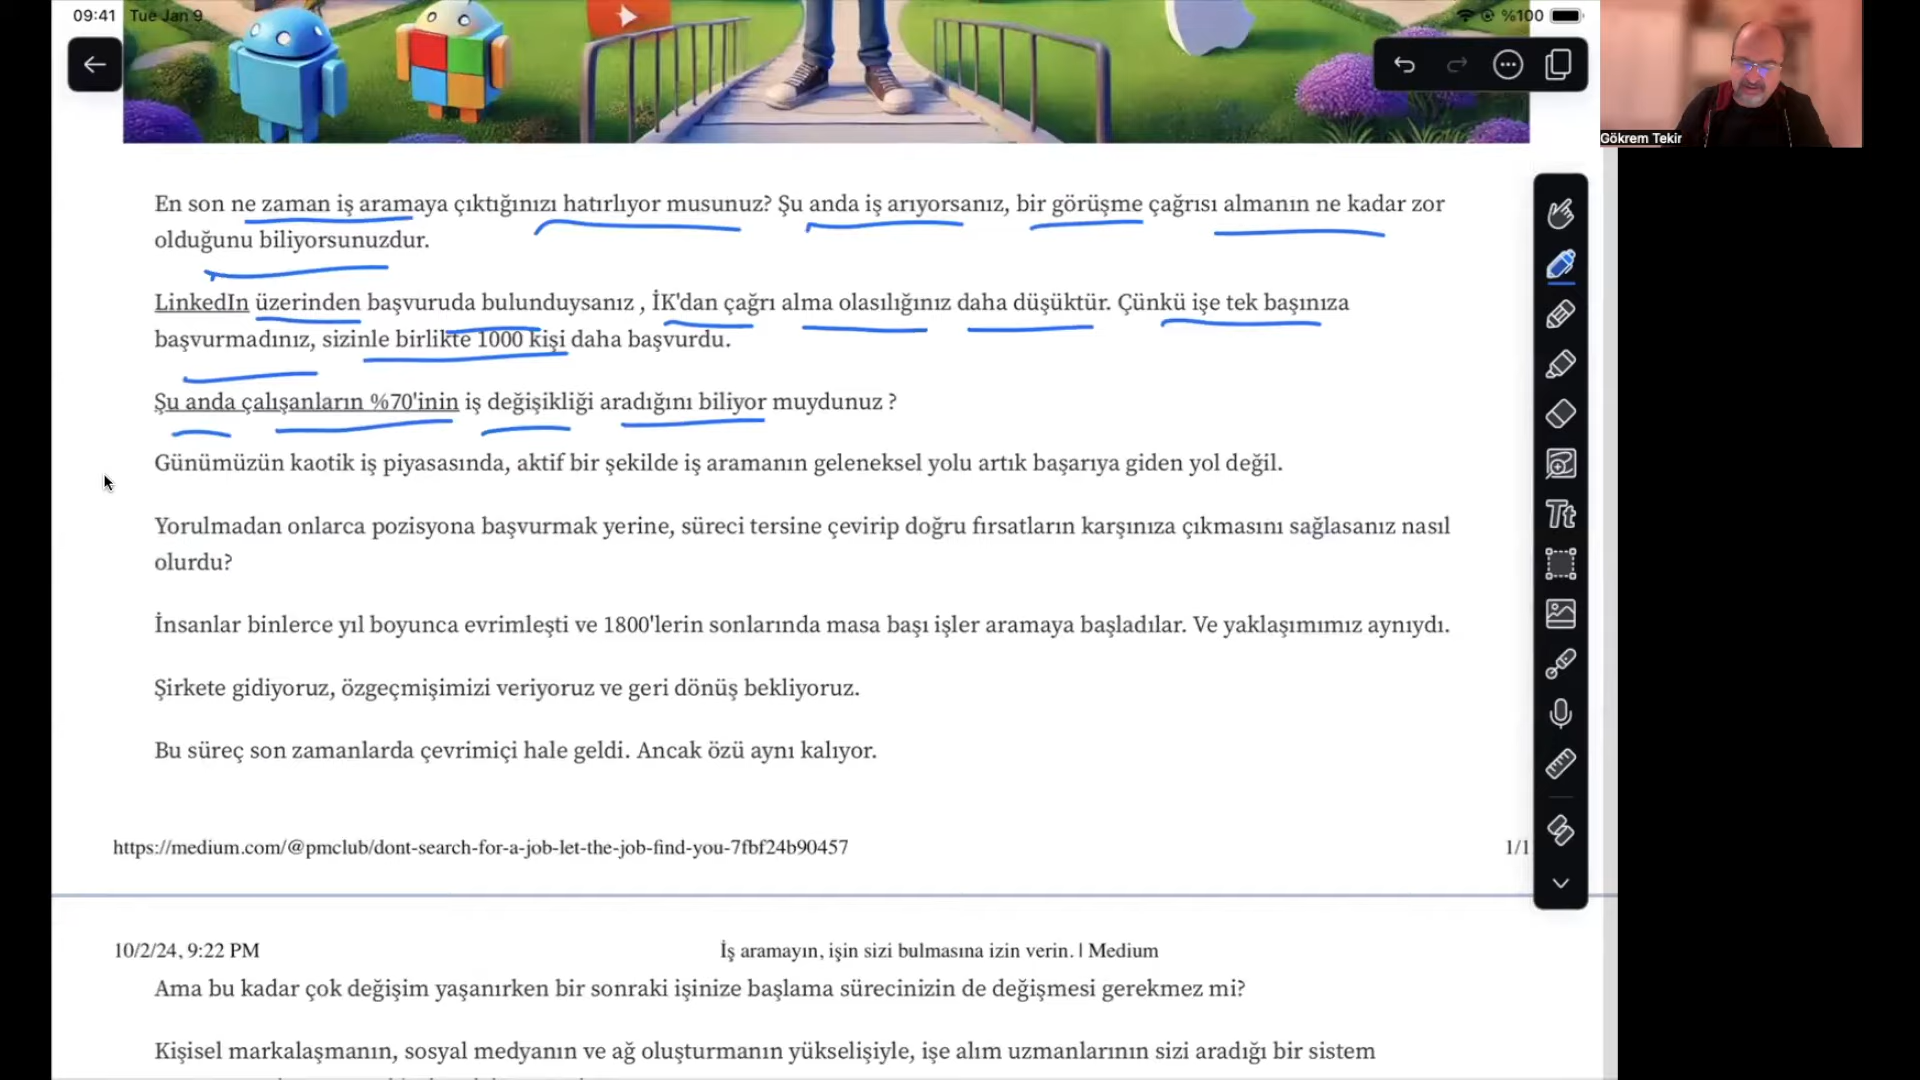 09:41 Tue Jan 9
%100
Gökrem Tekir
En son ne zaman iş aramaya çıktığınızı hatırlıyor musunuz? Şu anda iş arıyorsanız, bir görüşme çağrısı almanın ne kadar zor
olduğunu biliyorsunuzdur.
LinkedIn üzerinden başvuruda bulunduysanız , İK'dan çağrı alma olasılığınız daha düşüktür. Çünkü işe tek başınıza
başvurmadınız, sizinle birlikte 1000 kişi daha başvurdu.
Şu anda çalışanların %70'inin iş değişikliği aradığını biliyor muydunuz ?
Günümüzün kaotik iş piyasasında, aktif bir şekilde iş aramanın geleneksel yolu artık başarıya giden yol değil.
Yorulmadan onlarca pozisyona başvurmak yerine, süreci tersine çevirip doğru fırsatların karşınıza çıkmasını sağlasanız nasıl
olurdu?
İnsanlar binlerce yıl boyunca evrimleşti ve 1800'lerin sonlarında masa başı işler aramaya başladılar. Ve yaklaşımımız aynıydı.
Şirkete gidiyoruz, özgeçmişimizi veriyoruz ve geri dönüş bekliyoruz.
Bu süreç son zamanlarda çevrimiçi hale geldi. Ancak özü aynı kalıyor.
https://medium.com/@pmclub/dont-search-for-a-job-let-the-job-find-you-7fbf24b90457 1/1
10/2/24, 9:22 PM İş aramayın, işin sizi bulmasına izin verin. | Medium
Ama bu kadar çok değişim yaşanırken bir sonraki işinize başlama sürecinizin de değişmesi gerekmez mi?
Kişisel markalaşmanın, sosyal medyanın ve ağ oluşturmanın yükselişiyle, işe alım uzmanlarının sizi aradığı bir sistem
Tt